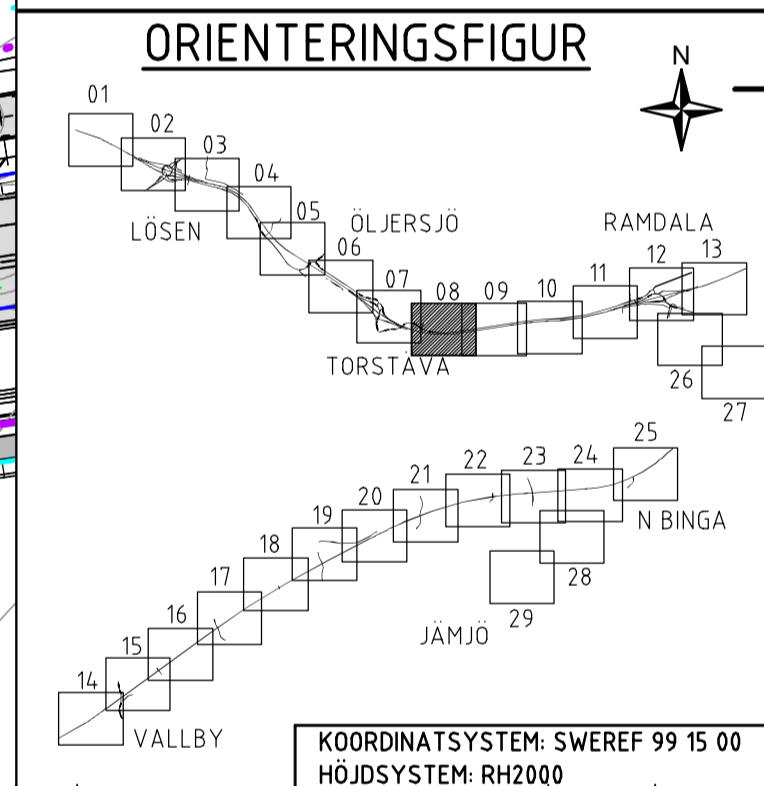 ORIENTERINGSFIGUR
N
01
02
03
04
LÖSEN
05
ÖLJERSJÖ
06
07
08
09
10
11
12
13
RAMDALA
TORSTÄVA
26
27
25
24
23
22
21
20
19
18
17
16
15
14
N BINGA
28
29
JÄMJÖ
VALLBY
KOORDINATSYSTEM: SWEREF 99 15 00
HÖJDSYSTEM: RH2000